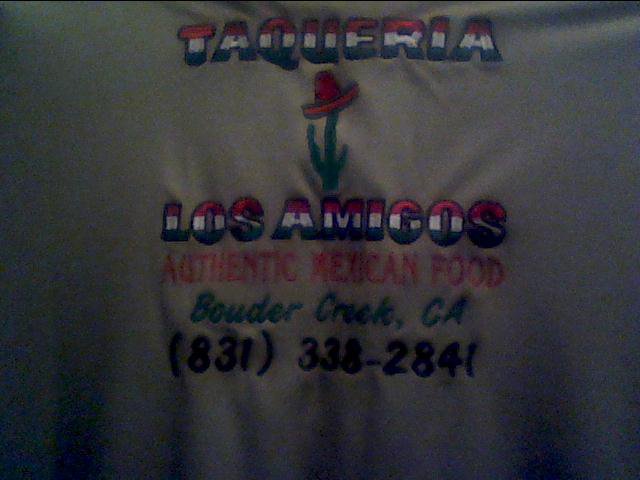 TAQUERIA
LOS AMIGOS
AUTHENTIC MEXICAN FOOD
Bouder Creek, CA
(831) 338-2841